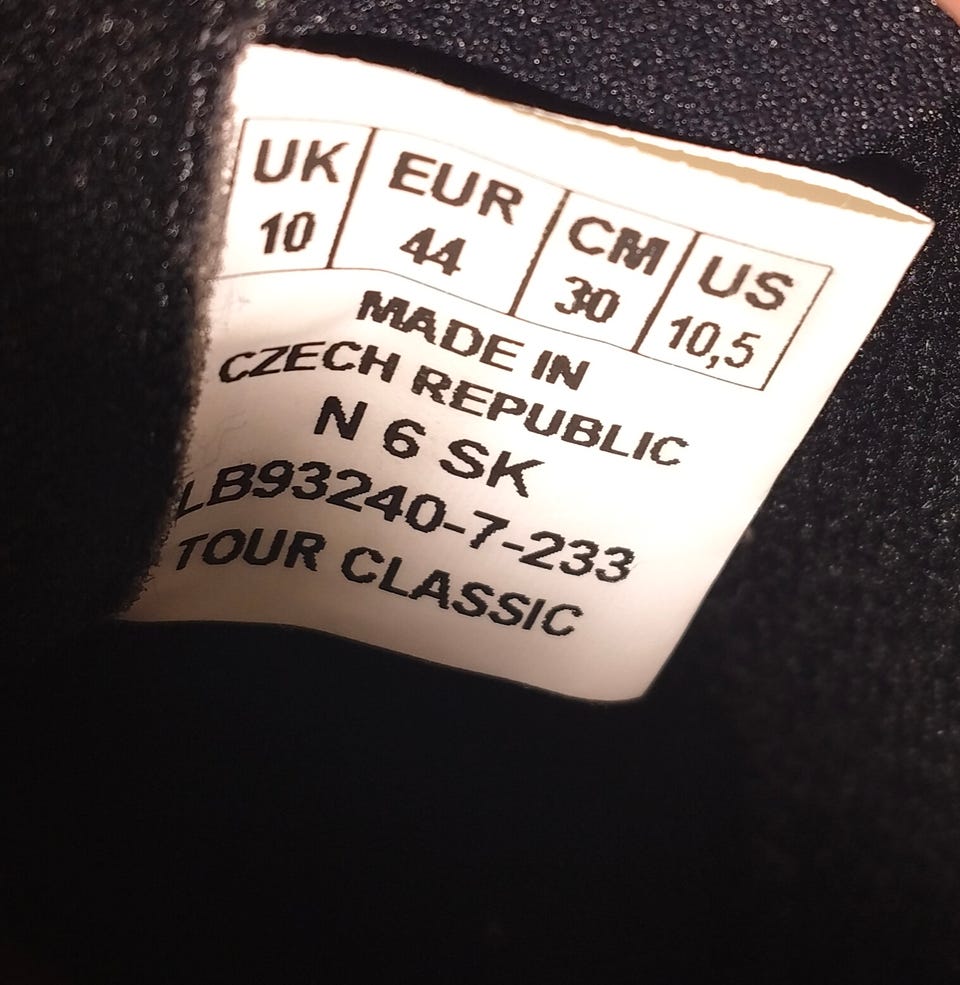 UK EUR CM US
10 44 30 10,5
MADE IN
CZECH REPUBLIC
N 6 SK
LB93240-7-233
TOUR CLASSIC